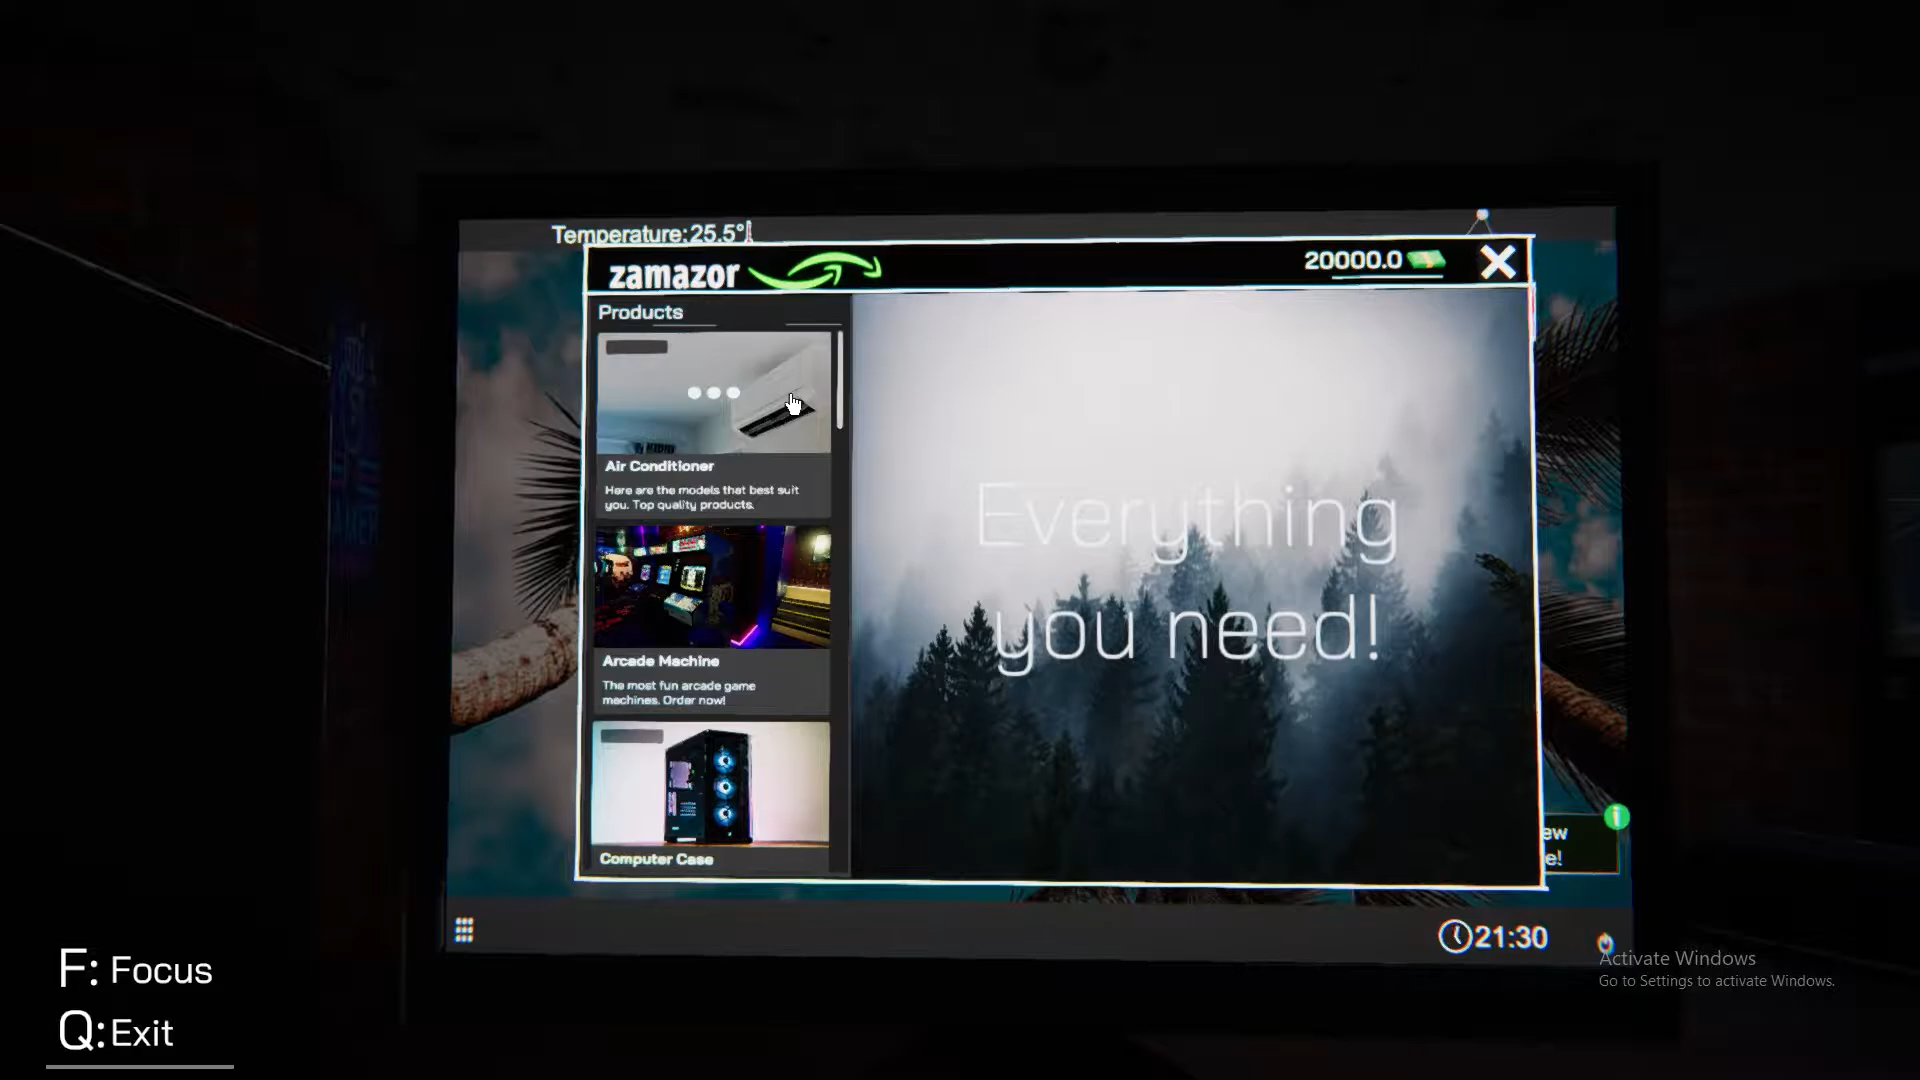 Temperature: 25.5°
zamazor
20000.0
Products
Air Conditioner
Here are the models that best suit
you. Top quality products.
Arcade Machine
The most fun arcade game
machines. Order now!
Computer Case
Everything
you need!
ew
e!
21:30
F: Focus
Q: Exit
Activate Windows
Go to Settings to activate Windows.